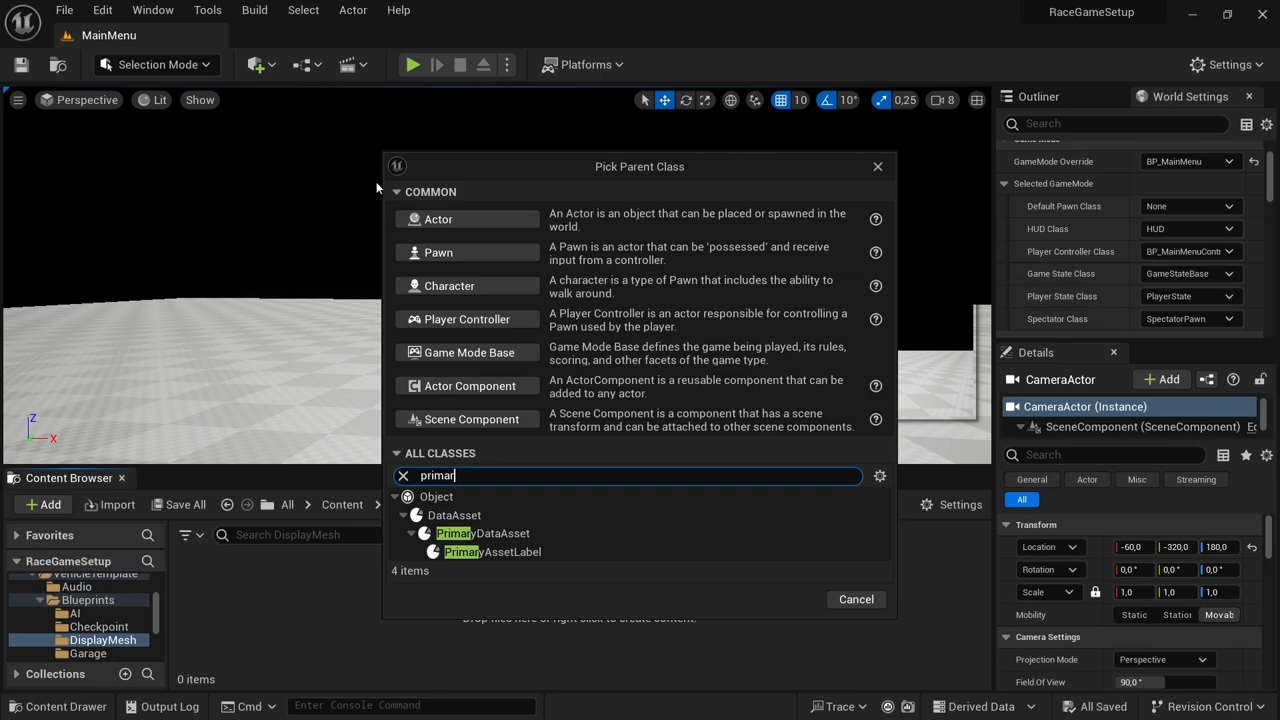 File Edit Window Tools Build Select Actor Help
RaceGameSetup
MainMenu
Selection Mode
Platforms
Settings
Perspective
Lit
Show
10
10°
0,25
8
Outliner
World Settings
Search
GameMode Override
BP_MainMenu
Selected GameMode
Default Pawn Class
None
HUD Class
HUD
Player Controller Class
BP_MainMenuContr
Game State Class
GameStateBase
Player State Class
PlayerState
Spectator Class
SpectatorPawn
Pick Parent Class
COMMON
Actor
An Actor is an object that can be placed or spawned in the
world.
Pawn
A Pawn is an actor that can be 'possessed' and receive
input from a controller.
Character
A character is a type of Pawn that includes the ability to
walk around.
Player Controller
A Player Controller is an actor responsible for controlling a
Pawn used by the player.
Game Mode Base
Game Mode Base defines the game being played, its rules,
scoring, and other facets of the game type.
Actor Component
An ActorComponent is a reusable component that can be
added to any actor.
Scene Component
A Scene Component is a component that has a scene
transform and can be attached to other scene components.
ALL CLASSES
primar
Object
DataAsset
PrimaryDataAsset
PrimaryAssetLabel
4 items
Cancel
Z
X
Details
CameraActor
Add
CameraActor (Instance)
SceneComponent (SceneComponent)
Search
General
Actor
Misc
Streaming
All
Transform
Location
-60,0
-320,0
180,0
Rotation
0,0°
0,0°
0,0°
Scale
1,0
1,0
1,0
Mobility
Static
Station
Movab
Camera Settings
Projection Mode
Perspective
Field Of View
90,0°
Content Browser
Add
Import
Save All
All
Content
Settings
Favorites
Search DisplayMesh
RaceGameSetup
VehicleTemplate
Audio
Blueprints
AI
Checkpoint
DisplayMesh
Garage
Collections
0 items
Content Drawer
Output Log
Cmd
Enter Console Command
Trace
Derived Data
All Saved
Revision Control